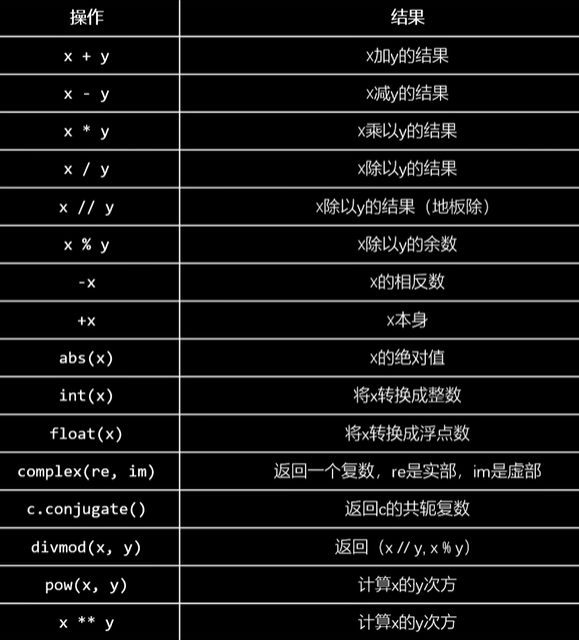 操作 结果
x + y x加y的结果
x - y x减y的结果
x * y x乘以y的结果
x / y x除以y的结果
x // y x除以y的结果（地板除）
x % y x除以y的余数
-x x的相反数
+x x本身
abs(x) x的绝对值
int(x) 将x转换成整数
float(x) 将x转换成浮点数
complex(re, im) 返回一个复数，re是实部，im是虚部
c.conjugate() 返回c的共轭复数
divmod(x, y) 返回（x // y, x % y）
pow(x, y) 计算x的y次方
x ** y 计算x的y次方